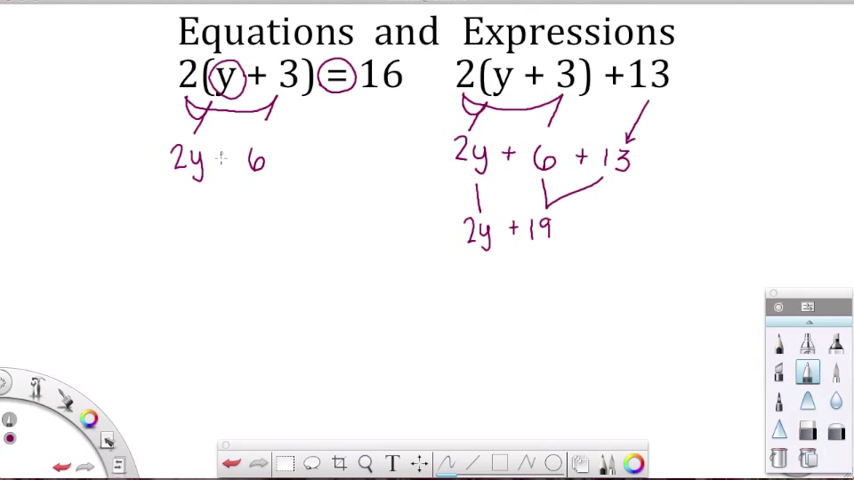 Equations and Expressions
2(y + 3) = 16
2(y + 3) +13
2y + 6
2y + 6 + 13
2y + 19
T